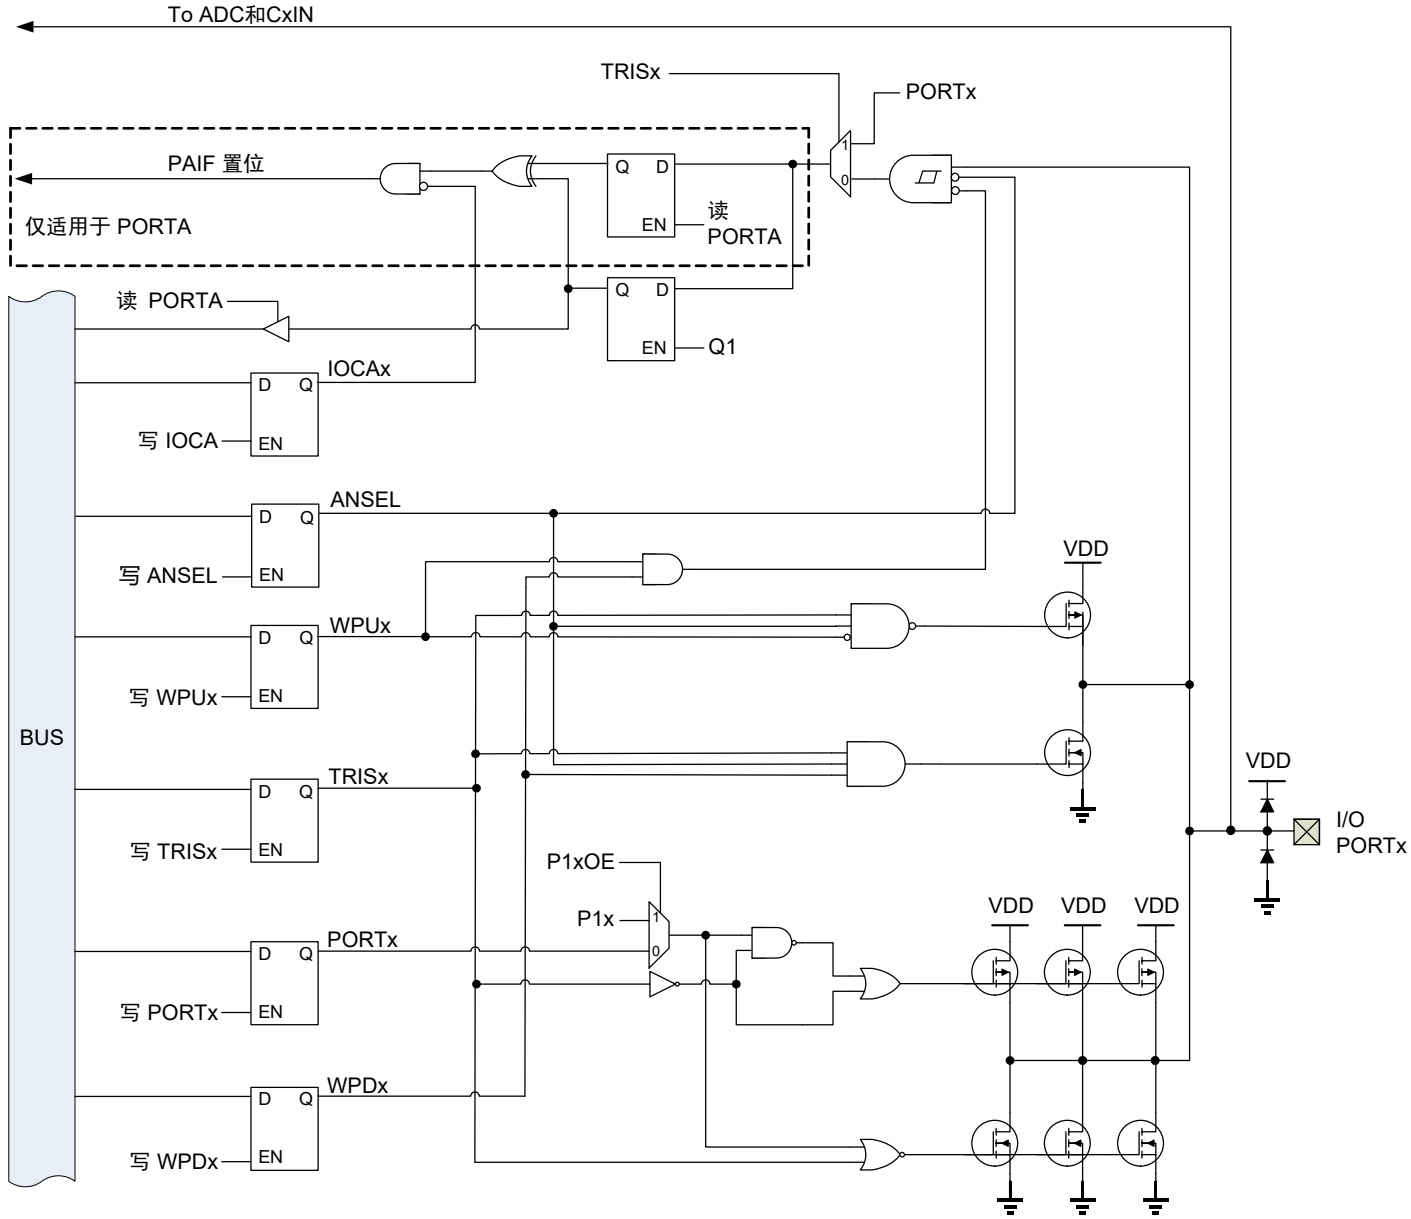 To ADC和CxIN
TRISx
PORTx
1
0
PAIF 置位
Q D
EN
读
PORTA
仅适用于 PORTA
读 PORTA
Q D
EN
Q1
IOCAx
D Q
写 IOCA
EN
ANSEL
D Q
写 ANSEL
EN
VDD
WPUx
D Q
写 WPUx
EN
BUS
TRISx
D Q
写 TRISx
EN
VDD
I/O
PORTx
P1xOE
P1x
1
0
VDD VDD VDD
PORTx
D Q
写 PORTx
EN
WPDx
D Q
写 WPDx
EN